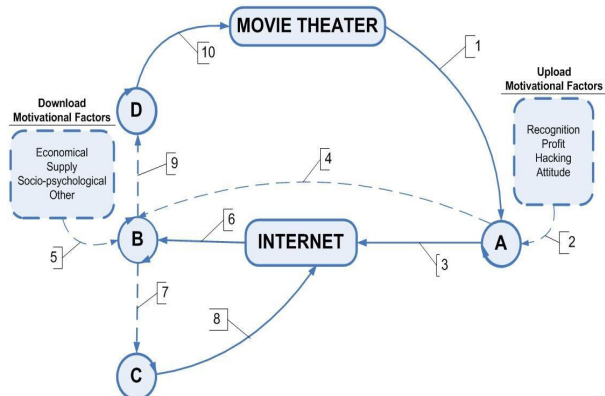 MOVIE THEATER
10
1
Download
Motivational Factors
Upload
Motivational Factors
D
Economical
Supply
Socio-psychological
Other
Recognition
Profit
Hacking
Attitude
9
4
B
6
INTERNET
A
5
3
2
7
8
C